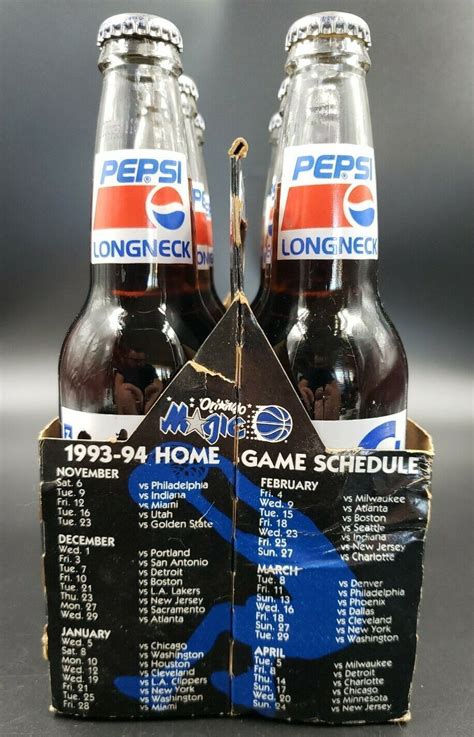 PEPSI
LONGNECK
PEPSI
LONGNECK
Orlando
Magic
1993-94 HOME GAME SCHEDULE
NOVEMBER
Sat. 6 vs Philadelphia
Tue. 9 vs Indiana
Fri. 12 vs Miami
Tue. 16 vs Utah
Tue. 23 vs Golden State
DECEMBER
Wed. 1 vs Portland
Fri. 3 vs San Antonio
Tue. 7 vs Detroit
Fri. 10 vs Boston
Tue. 21 vs L.A. Lakers
Thu. 23 vs New Jersey
Mon. 27 vs Sacramento
Wed. 29 vs Atlanta
JANUARY
Wed. 5 vs Chicago
Sat. 8 vs Washington
Mon. 10 vs Houston
Wed. 12 vs Cleveland
Wed. 19 vs L.A. Clippers
Fri. 21 vs New York
Tue. 25 vs Washington
Fri. 28 vs Miami
FEBRUARY
Fri. 4 vs Milwaukee
Wed. 9 vs Atlanta
Tue. 15 vs Boston
Fri. 18 vs Seattle
Wed. 23 vs Indiana
Fri. 25 vs New Jersey
Sun. 27 vs Charlotte
MARCH
Tue. 8 vs Denver
Fri. 11 vs Philadelphia
Sun. 13 vs Phoenix
Wed. 16 vs Dallas
Sun. 20 vs Cleveland
Mon. 28 vs New York
Tue. 29 vs Washington
APRIL
Tue. 5 vs Milwaukee
Fri. 8 vs Detroit
Thu. 14 vs Charlotte
Sun. 17 vs Chicago
Wed. 20 vs Minnesota
Sun. 24 vs New Jersey